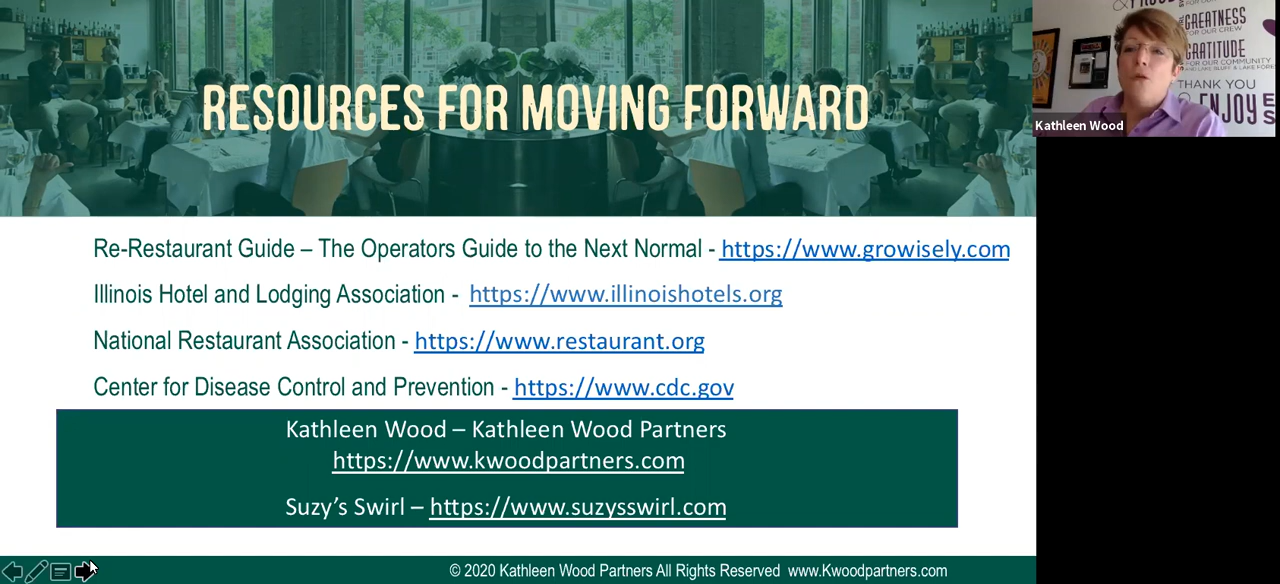 RESOURCES FOR MOVING FORWARD
Re-Restaurant Guide – The Operators Guide to the Next Normal - https://www.growisely.com
Illinois Hotel and Lodging Association - https://www.illinoishotels.org
National Restaurant Association - https://www.restaurant.org
Center for Disease Control and Prevention - https://www.cdc.gov
Kathleen Wood – Kathleen Wood Partners
https://www.kwoodpartners.com
Suzy’s Swirl – https://www.suzysswirl.com
© 2020 Kathleen Wood Partners All Rights Reserved www.Kwoodpartners.com
GREATNESS
FOR OUR CREW
GRATITUDE
FOR OUR COMMUNITY
THANK YOU
ENJOY
Kathleen Wood